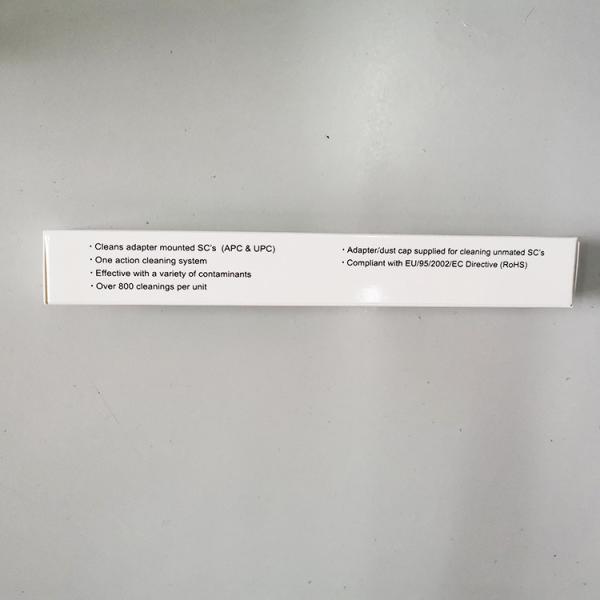 · Cleans adapter mounted SC's (APC & UPC)
· One action cleaning system
· Effective with a variety of contaminants
· Over 800 cleanings per unit
· Adapter/dust cap supplied for cleaning unmated SC's
· Compliant with EU/95/2002/EC Directive (RoHS)